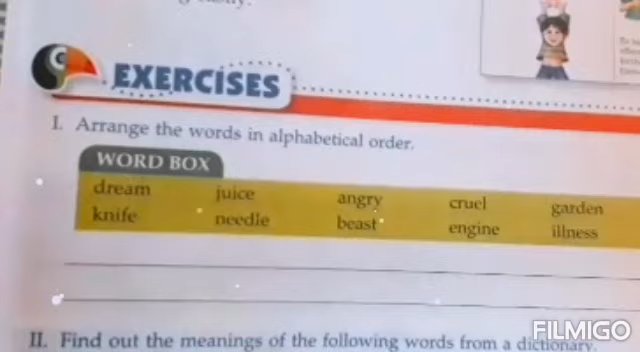 EXERCISES
I. Arrange the words in alphabetical order.
WORD BOX
dream juice angry cruel garden
knife needle beast engine illness
II. Find out the meanings of the following words from a dictionary.
FILMIGO